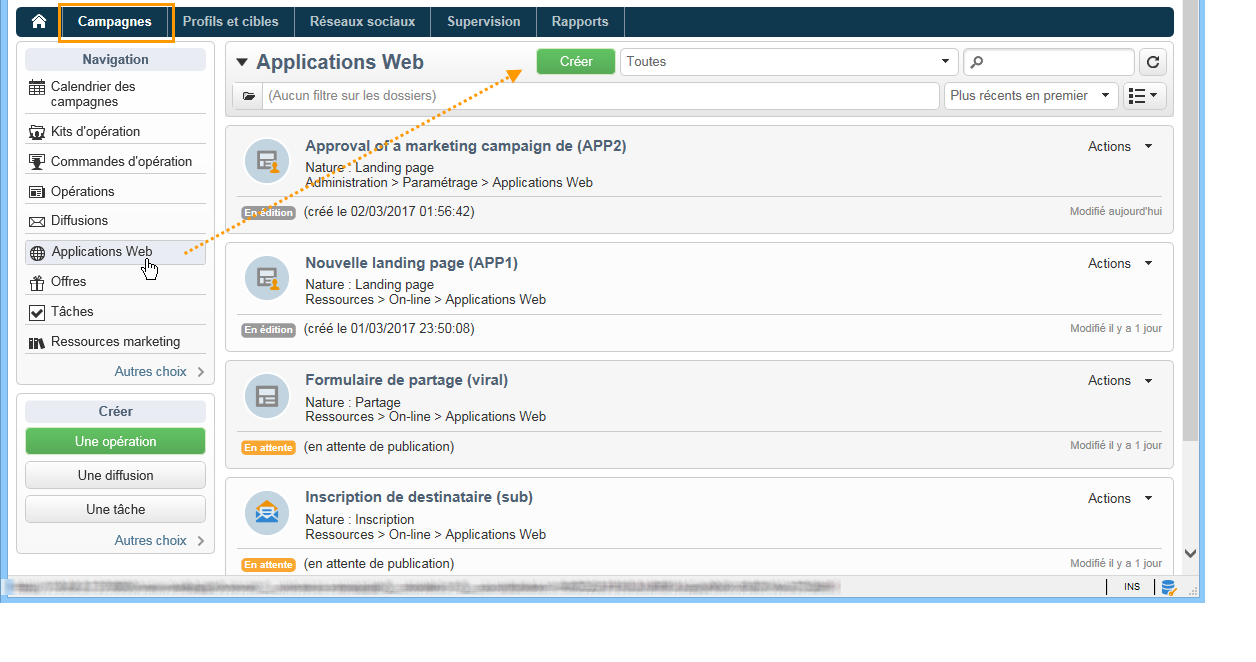 Campagnes Profils et cibles Réseaux sociaux Supervision Rapports
Navigation
Calendrier des
campagnes
Kits d'opération
Commandes d'opération
Opérations
Diffusions
Applications Web
Offres
Tâches
Ressources marketing
Autres choix
Créer
Une opération
Une diffusion
Une tâche
Autres choix
Applications Web Créer Toutes
(Aucun filtre sur les dossiers) Plus récents en premier
Approval of a marketing campaign de (APP2) Actions
Nature : Landing page
Administration > Paramétrage > Applications Web
En édition (créé le 02/03/2017 01:56:42) Modifié aujourd'hui
Nouvelle landing page (APP1) Actions
Nature : Landing page
Ressources > On-line > Applications Web
En édition (créé le 01/03/2017 23:50:08) Modifié il y a 1 jour
Formulaire de partage (viral) Actions
Nature : Partage
Ressources > On-line > Applications Web
En attente (en attente de publication) Modifié il y a 1 jour
Inscription de destinataire (sub) Actions
Nature : Inscription
Ressources > On-line > Applications Web
En attente (en attente de publication) Modifié il y a 1 jour
INS